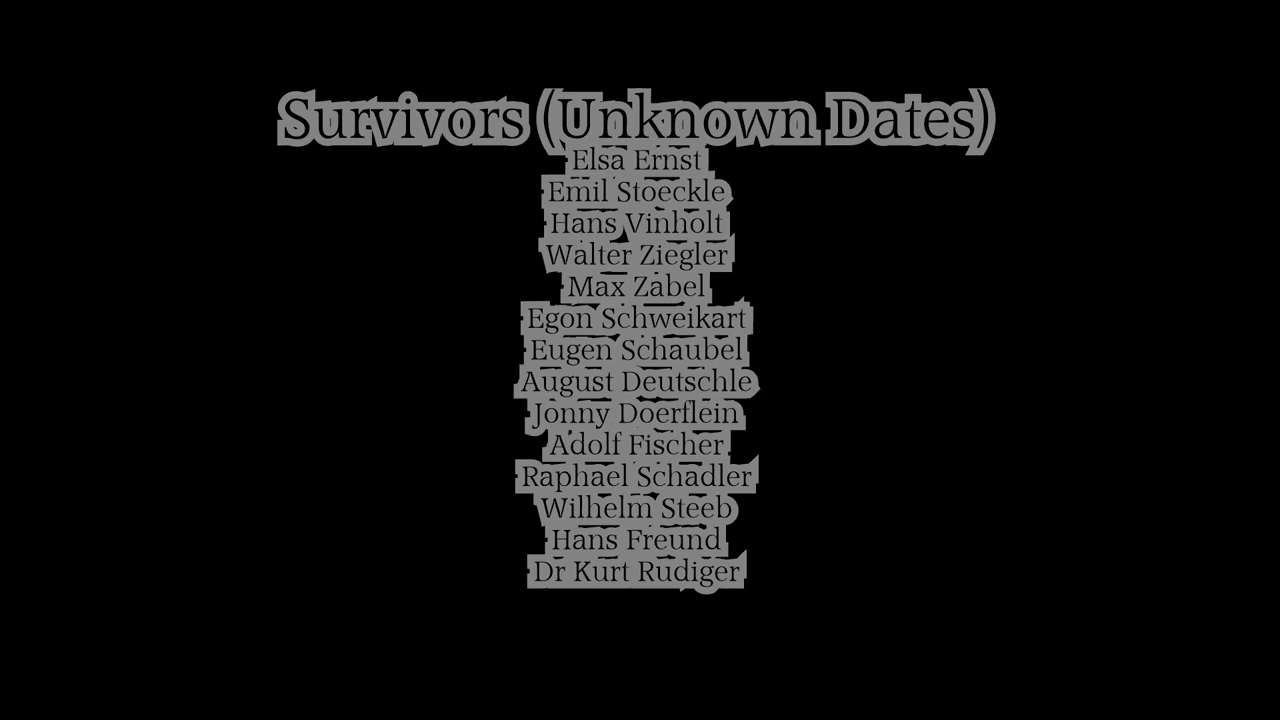 Survivors (Unknown Dates)
Elsa Ernst
Emil Stoeckle
Hans Vinholt
Walter Ziegler
Max Zabel
Egon Schweikart
Eugen Schaubel
August Deutschle
Jonny Doerflein
Adolf Fischer
Raphael Schadler
Wilhelm Steeb
Hans Freund
Dr Kurt Rudiger